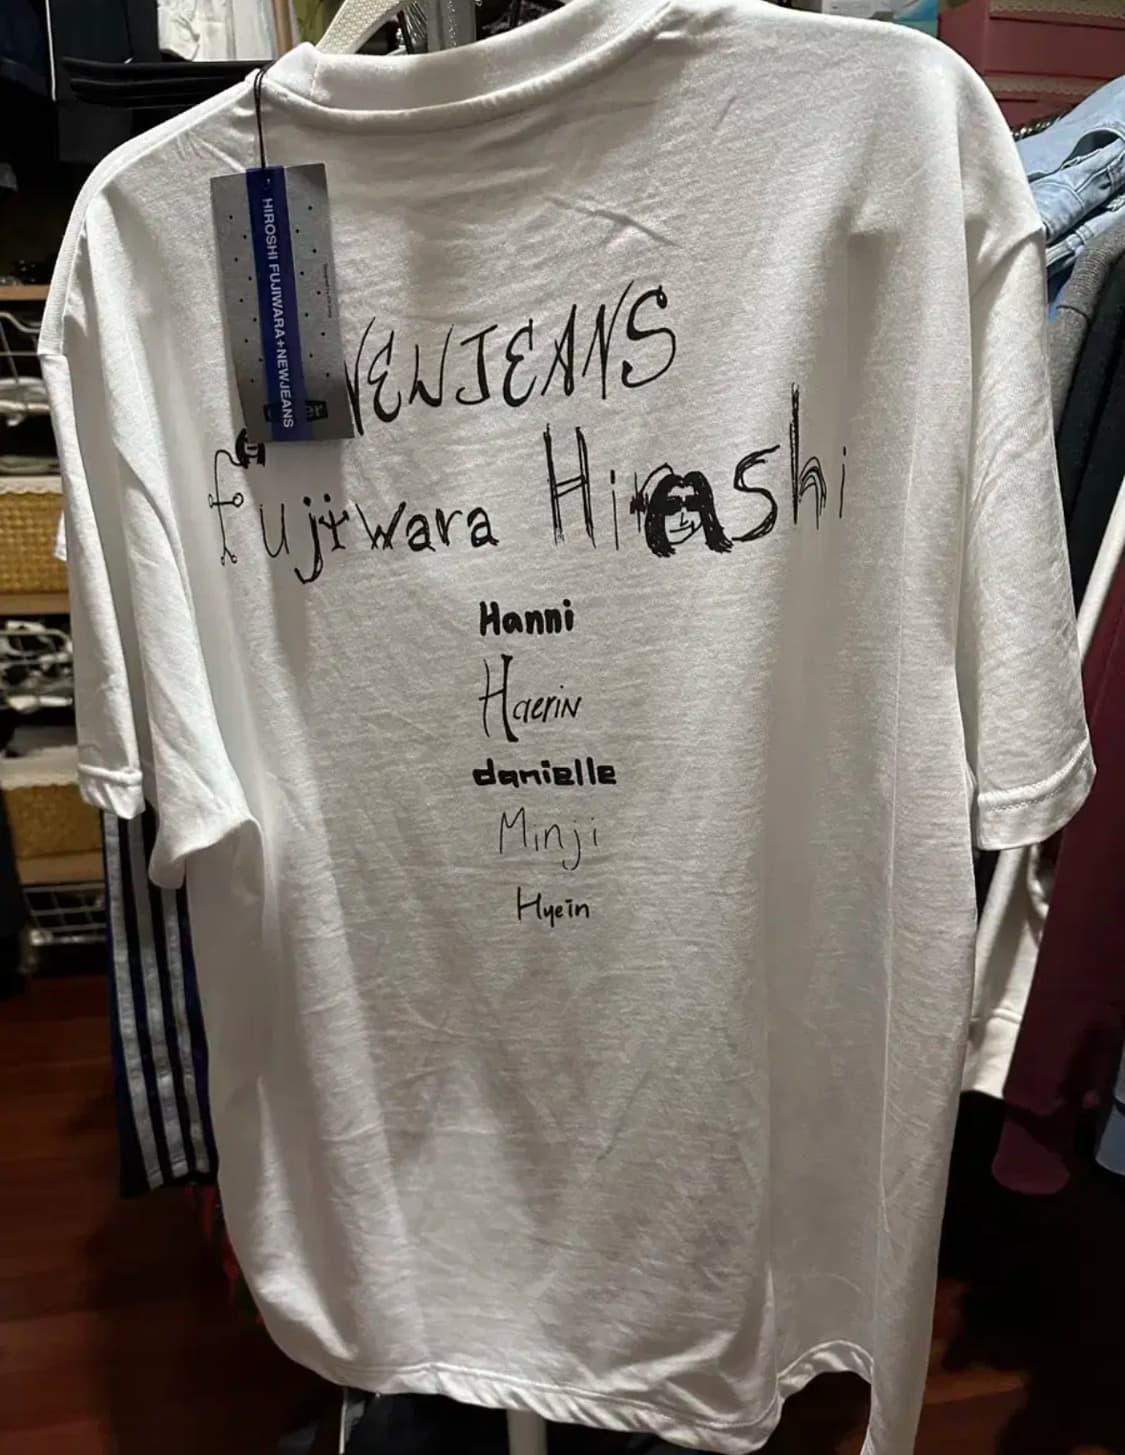 HIROSHI FUJIWARA+NEWJEANS
NEWJEANS
fujiwara Hiroshi
Hanni
Haerin
danielle
Minji
Hyein